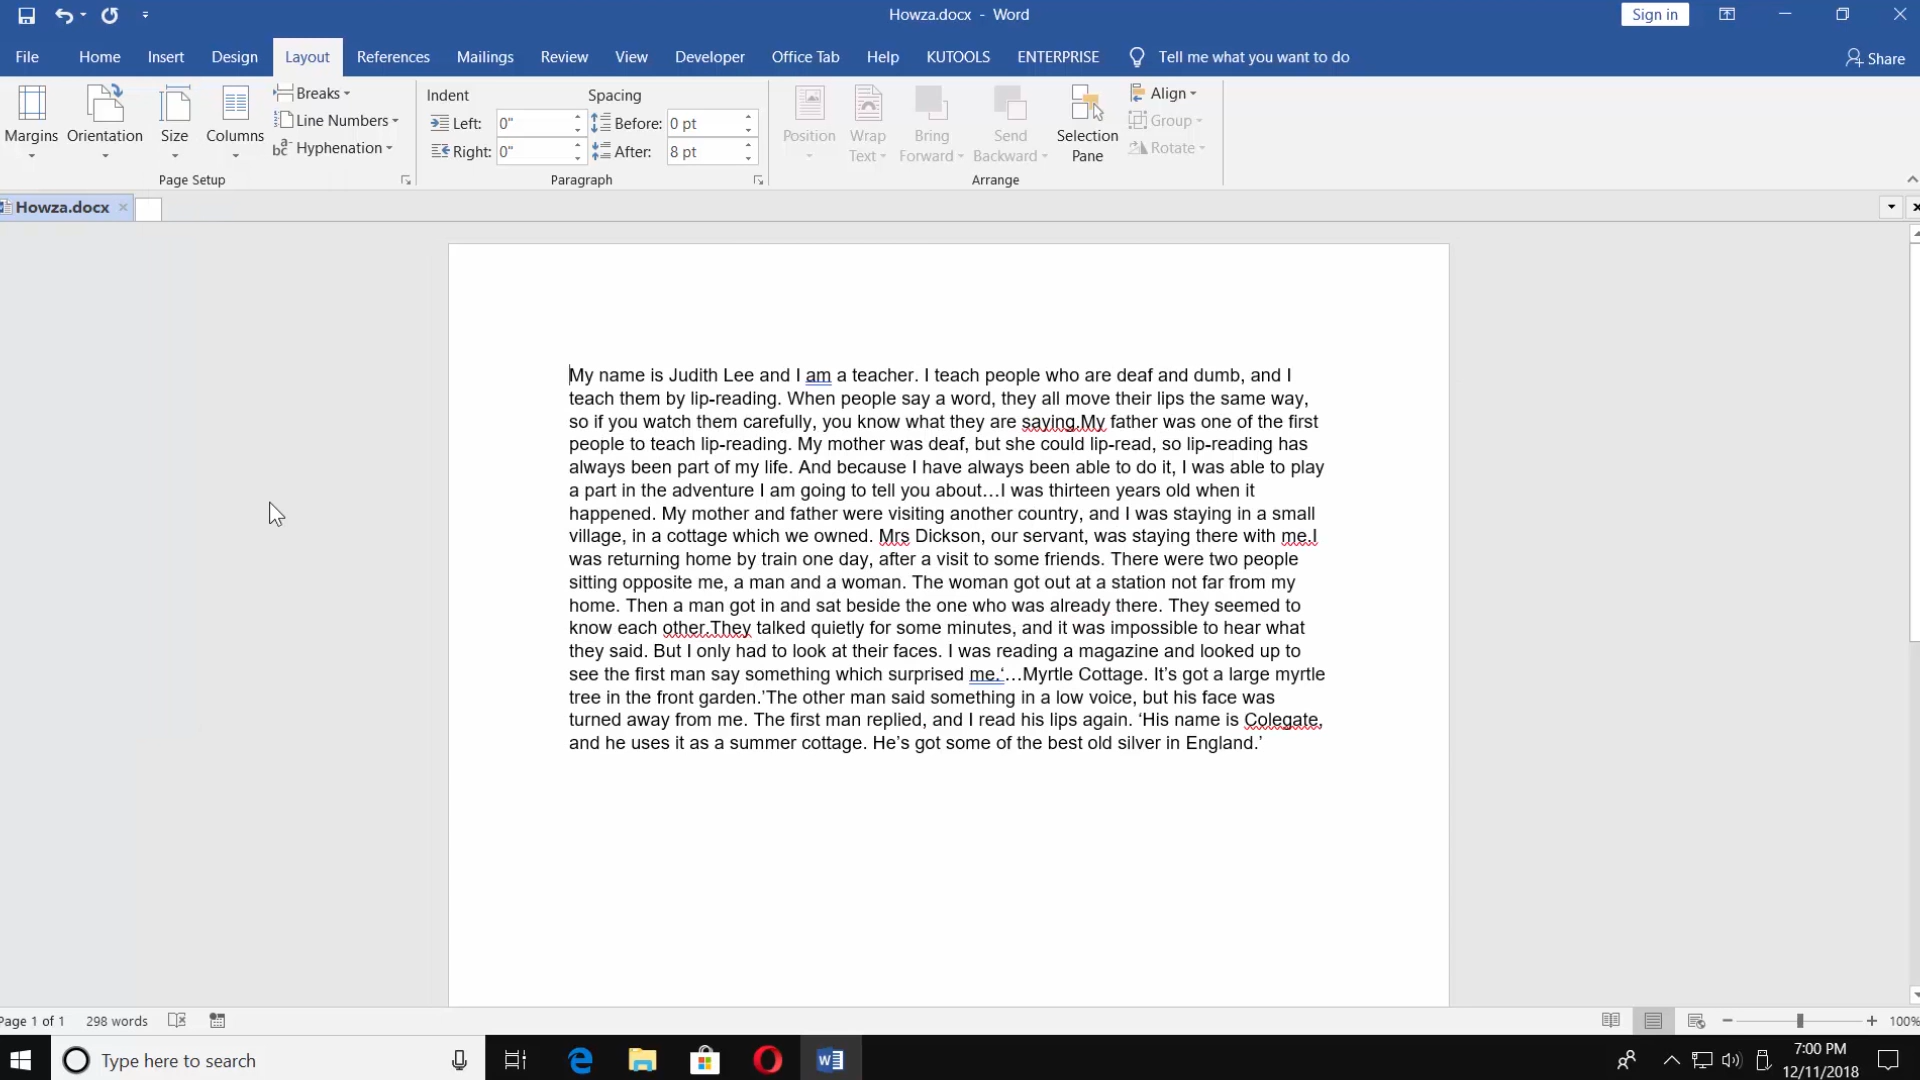 Howza.docx - Word
Sign in
File Home Insert Design Layout References Mailings Review View Developer Office Tab Help KUTOOLS ENTERPRISE Tell me what you want to do Share
Margins Orientation Size Columns
Breaks
Line Numbers
Hyphenation
Page Setup
Indent Spacing
Left: 0" Before: 0 pt
Right: 0" After: 8 pt
Paragraph
Position
Wrap
Text
Bring
Forward
Send
Backward
Selection
Pane
Align
Group
Rotate
Arrange
Howza.docx
My name is Judith Lee and I am a teacher. I teach people who are deaf and dumb, and I
teach them by lip-reading. When people say a word, they all move their lips the same way,
so if you watch them carefully, you know what they are saying.My father was one of the first
people to teach lip-reading. My mother was deaf, but she could lip-read, so lip-reading has
always been part of my life. And because I have always been able to do it, I was able to play
a part in the adventure I am going to tell you about…I was thirteen years old when it
happened. My mother and father were visiting another country, and I was staying in a small
village, in a cottage which we owned. Mrs Dickson, our servant, was staying there with me.I
was returning home by train one day, after a visit to some friends. There were two people
sitting opposite me, a man and a woman. The woman got out at a station not far from my
home. Then a man got in and sat beside the one who was already there. They seemed to
know each other.They talked quietly for some minutes, and it was impossible to hear what
they said. But I only had to look at their faces. I was reading a magazine and looked up to
see the first man say something which surprised me.‘…Myrtle Cottage. It’s got a large myrtle
tree in the front garden.’The other man said something in a low voice, but his face was
turned away from me. The first man replied, and I read his lips again. ‘His name is Colegate,
and he uses it as a summer cottage. He’s got some of the best old silver in England.’
Page 1 of 1 298 words
100%
Type here to search
7:00 PM
12/11/2018